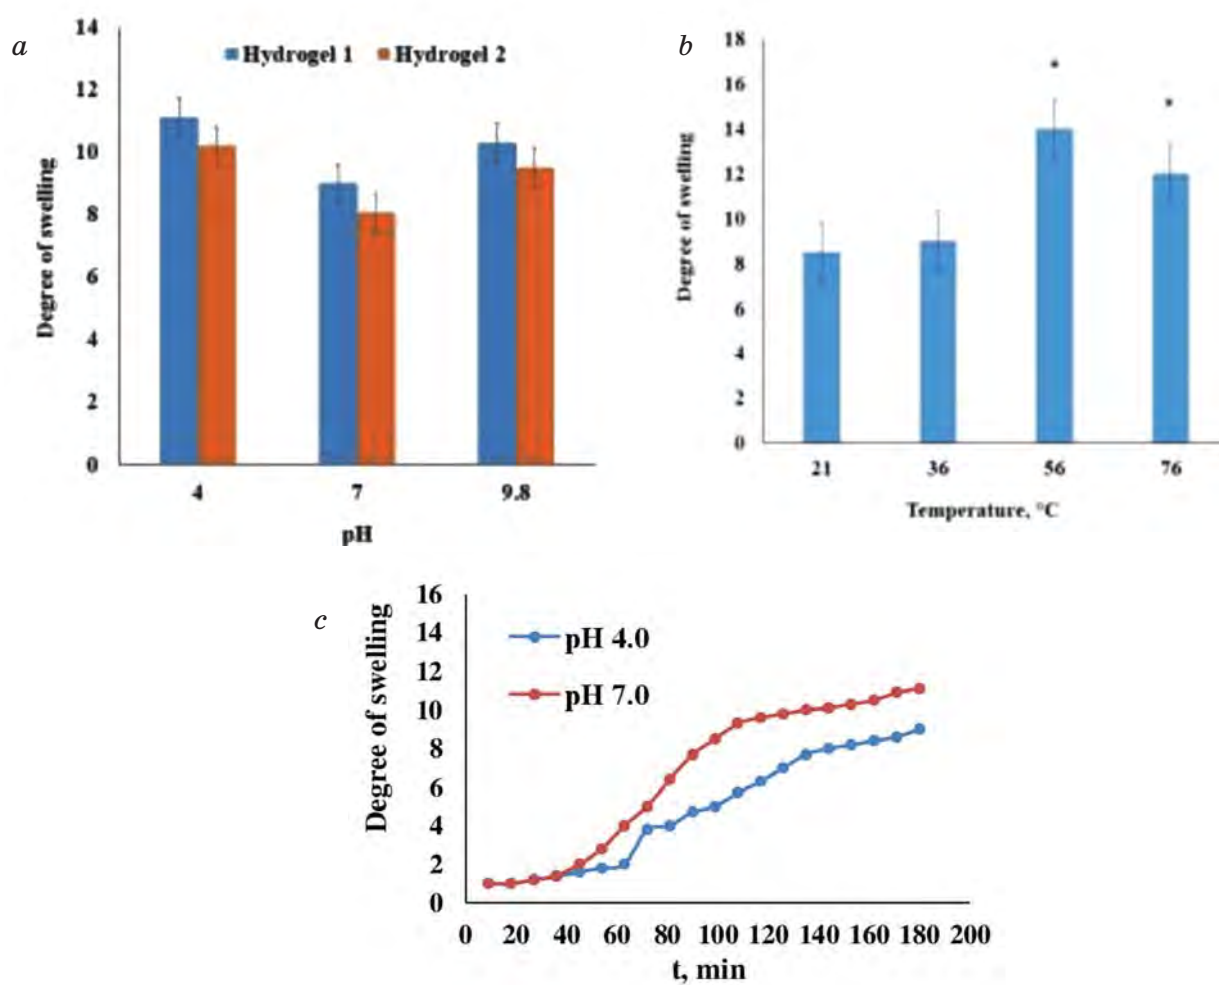 a
14
12
10
8
6
4
2
0
Degree of swelling
Hydrogel 1 Hydrogel 2
4 7 9.8
pH
b
18
16
14
12
10
8
6
4
2
0
Degree of swelling
* *
21 36 56 76
Temperature, °C
c
16
14
12
10
8
6
4
2
0
Degree of swelling
pH 4.0
pH 7.0
0 20 40 60 80 100 120 140 160 180 200
t, min